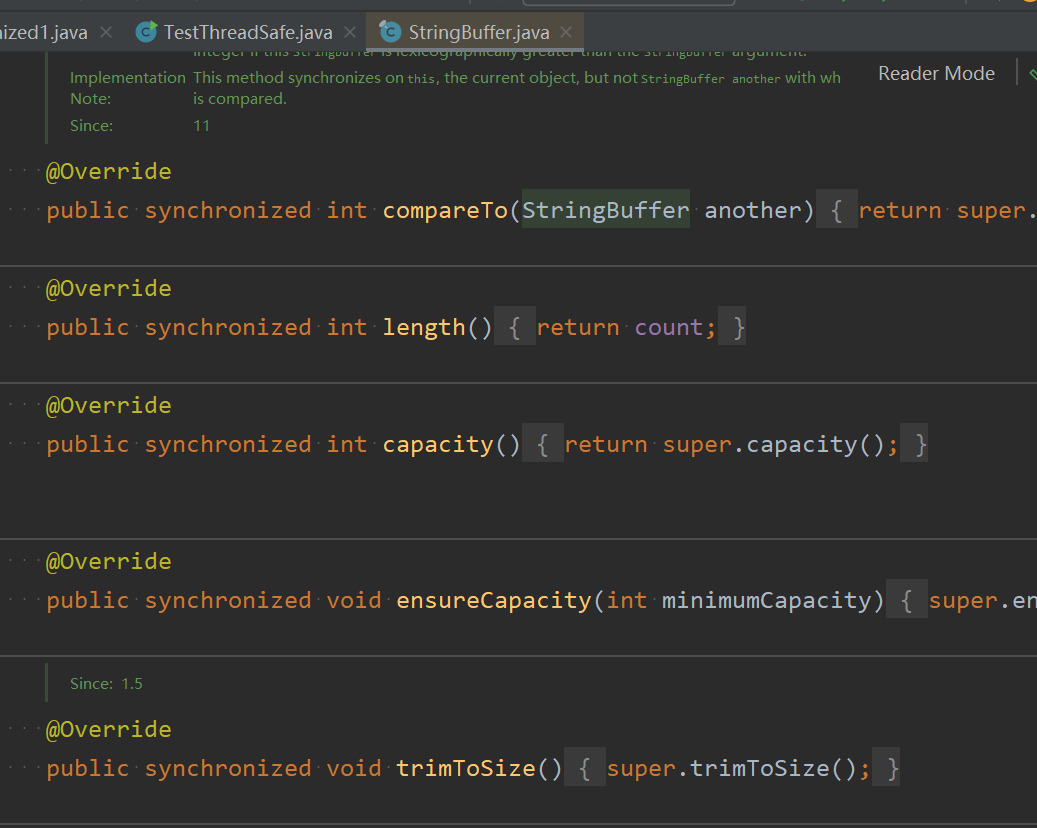 ized1.java × TestThreadSafe.java × StringBuffer.java ×
integer if this StringBuffer is lexicographically greater than the StringBuffer argument.
Implementation This method synchronizes on this, the current object, but not StringBuffer another with wh
Note: is compared.
Since: 11
Reader Mode
@Override
public synchronized int compareTo(StringBuffer another) { return super.
@Override
public synchronized int length() { return count; }
@Override
public synchronized int capacity() { return super.capacity(); }
@Override
public synchronized void ensureCapacity(int minimumCapacity) { super.en
Since: 1.5
@Override
public synchronized void trimToSize() { super.trimToSize(); }